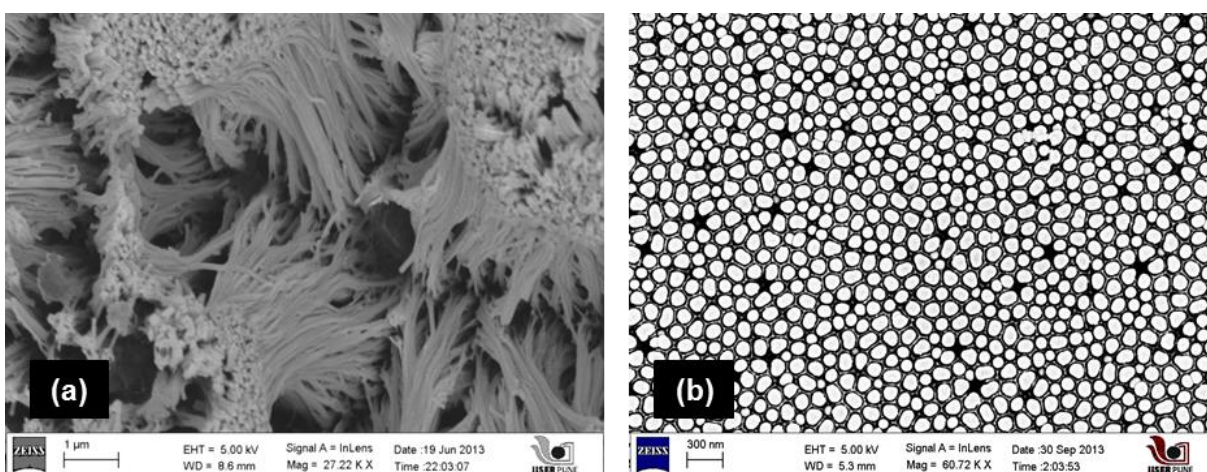 (a)
ZEISS
1 µm
EHT = 5.00 kV
WD = 8.6 mm
Signal A = InLens
Mag = 27.22 K X
Date :19 Jun 2013
Time :22:03:07
IISER PUNE
(b)
ZEISS
300 nm
EHT = 5.00 kV
WD = 5.3 mm
Signal A = InLens
Mag = 60.72 K X
Date :30 Sep 2013
Time :2:03:53
IISER PUNE